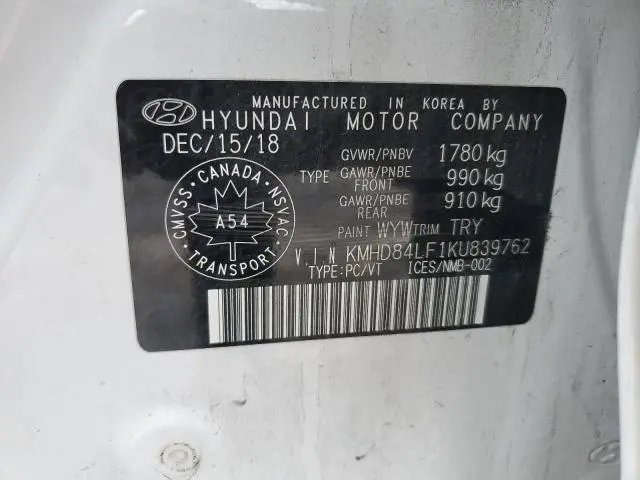 MANUFACTURED IN KOREA BY
HYUNDAI MOTOR COMPANY
DEC/15/18
GVWR/PNBV 1780 kg
TYPE GAWR/PNBE FRONT 990 kg
GAWR/PNBE REAR 910 kg
PAINT WYW TRIM TRY
V.I.N KMHD84LF1KU839762
TYPE:PC/VT ICES/NMB-002
CMVSS · CANADA · NSVAC
A54
TRANSPORT